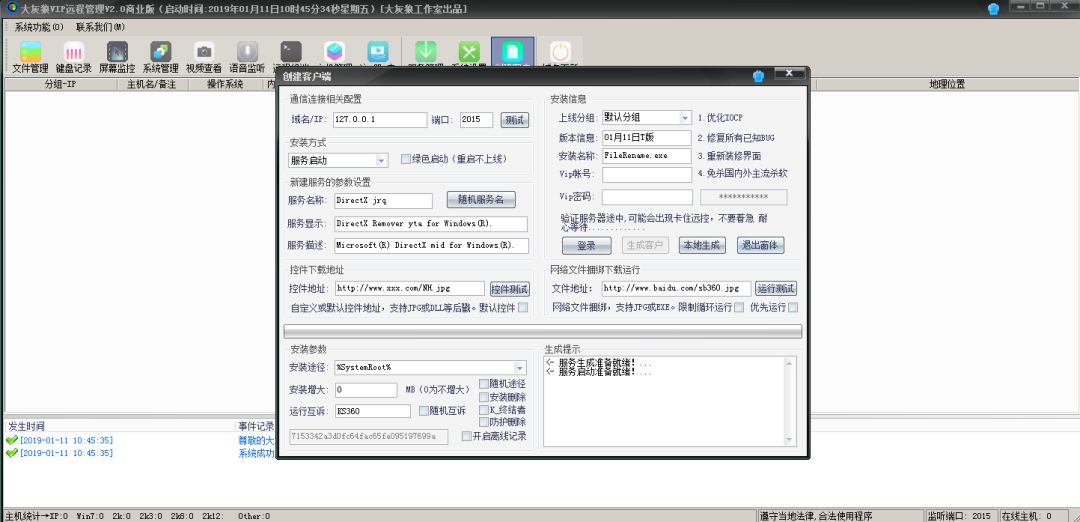 大灰狼VIP远程管理V2.0商业版（启动时间:2019年01月11日10时45分34秒星期五）[大灰狼工作室出品]
系统功能(O) 联系我们(M)
文件管理 键盘记录 屏幕监控 系统管理 视频查看 语音监听
分组-IP 主机名/备注 操作系统 内 地理位置
创建客户端
通信连接相关配置
域名/IP: 127.0.0.1 端口: 2015 测试
安装方式
服务启动 绿色启动（重启不上线）
新建服务的参数设置
服务名称: DirectX jrq 随机服务名
服务显示: DirectX Remover yta for Windows(R).
服务描述: Microsoft(R) DirectX mid for Windows(R).
控件下载地址
控件地址: http://www.xxx.com/NH.jpg 控件测试
自定义或默认控件地址，支持JPG或DLL等后戳。默认控件
安装信息
上线分组: 默认分组 1.优化IOCP
版本信息: 01月11日T版 2.修复所有已知BUG
安装名称: FileRename.exe 3.重新装修界面
Vip帐号: 4.免杀国内外主流杀软
Vip密码: ***********
验证服务器途中,可能会出现卡住远控，不要着急 耐
心等待.............
登录 生成客户 本地生成 退出窗体
网络文件捆绑下载运行
文件地址: http://www.baidu.com/sb360.jpg 运行测试
网络文件捆绑，支持JPG或EXE。限制循环运行 优先运行
安装参数
安装途径: %SystemRoot%
安装增大: 0 MB（0为不增大）
运行互诉: KS360 随机互诉
随机途径
安装删除
K_终结者
防护删除
7153342a3d0fc64fac65fe095197699a 开启离线记录
生成提示
<- 服务生成准备就绪!...
<- 服务启动准备就绪!...
发生时间 事件记录
[2019-01-11 10:45:35] 尊敬的大
[2019-01-11 10:45:35] 系统成功
主机统计→XP:0 Win7:0 2k:0 2k3:0 2k8:0 2k12: Other:0 遵守当地法律,合法使用程序 监听端口: 2015 在线主机: 0